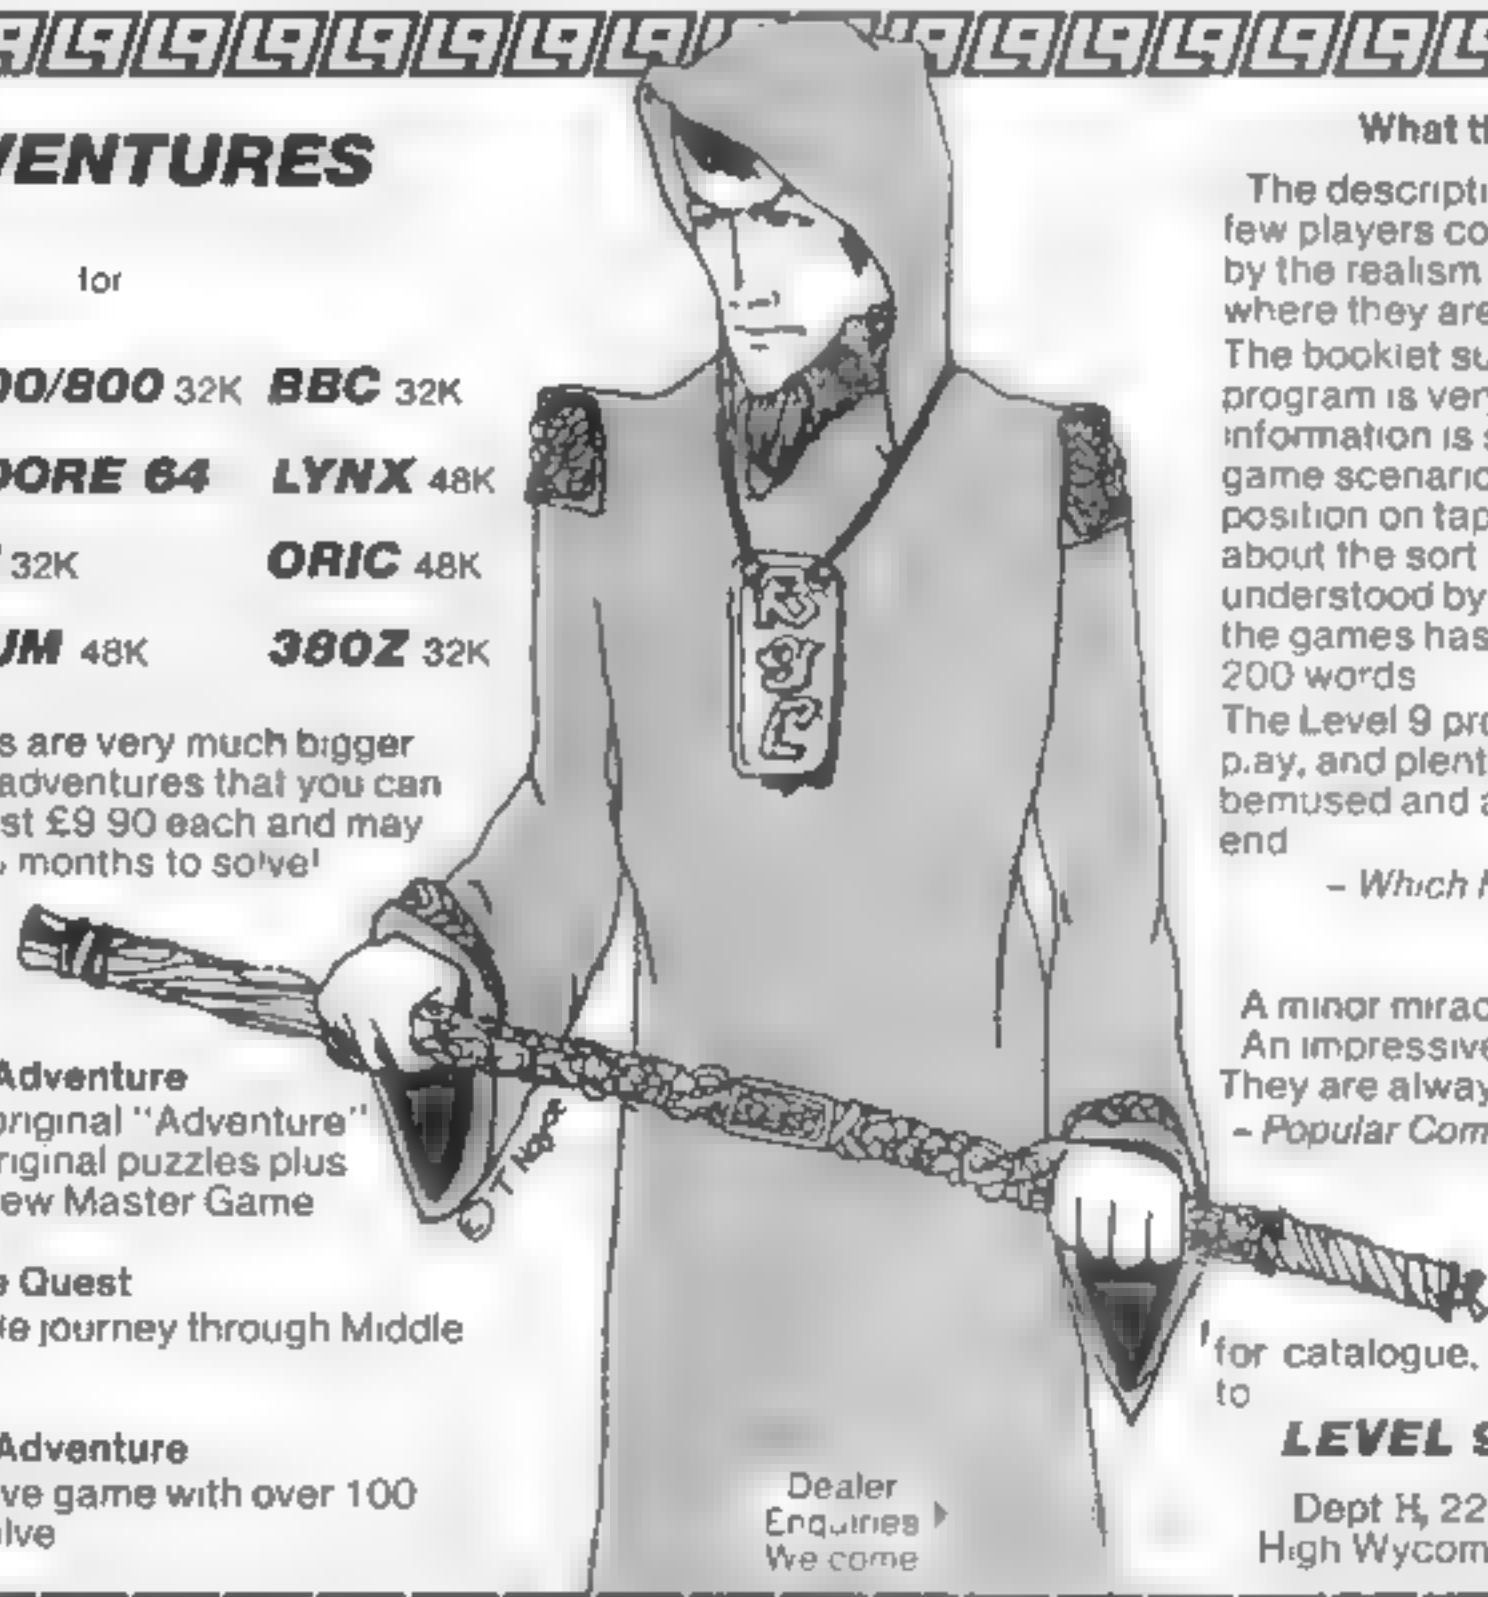 VENTURES
for
00/800 32K BBC 32K
DORE 64 LYNX 48K
32K ORIC 48K
UM 48K 380Z 32K
s are very much bigger
adventures that you can
st £9 90 each and may
months to solve!
Adventure
original "Adventure"
riginal puzzles plus
ew Master Game
e Quest
journey through Middle
Adventure
ve game with over 100
lve
Dealer
Enquiries
We come
What th
The descripti
few players co
by the realism
where they are
The booklet su
program is very
information is s
game scenario
position on tap
about the sort
understood by
the games has
200 words
The Level 9 pro
play, and plent
bemused and a
end
– Which M
A minor mirac
An impressive
They are alway
– Popular Com
for catalogue,
to
LEVEL 9
Dept H, 22
High Wycom